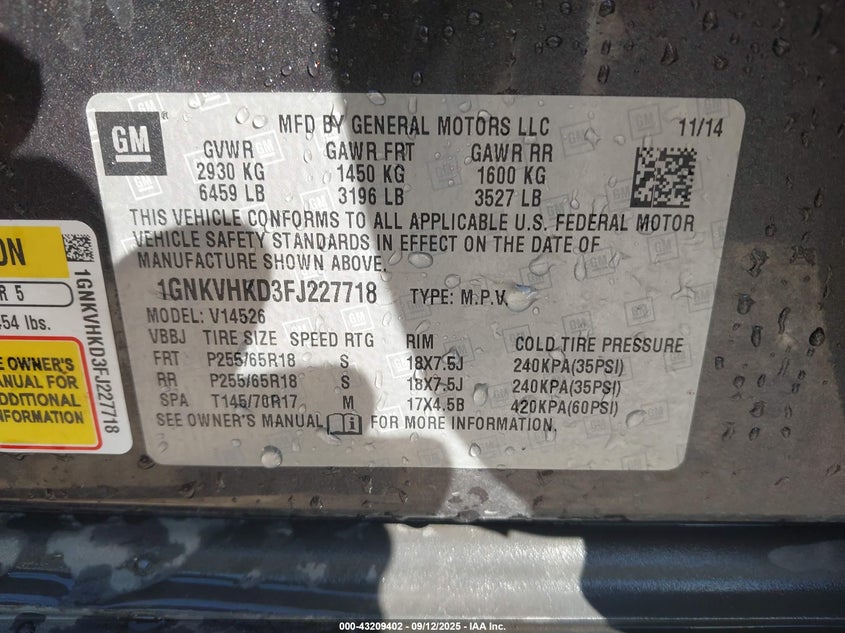 GM
MFD BY GENERAL MOTORS LLC 11/14
GVWR GAWR FRT GAWR RR
2930 KG 1450 KG 1600 KG
6459 LB 3196 LB 3527 LB
THIS VEHICLE CONFORMS TO ALL APPLICABLE U.S. FEDERAL MOTOR
VEHICLE SAFETY STANDARDS IN EFFECT ON THE DATE OF
MANUFACTURE SHOWN ABOVE.
1GNKVHKD3FJ227718 TYPE: M.P.V.
MODEL: V14526
VBBJ TIRE SIZE SPEED RTG RIM COLD TIRE PRESSURE
FRT P255/65R18 S 18X7.5J 240KPA(35PSI)
RR P255/65R18 S 18X7.5J 240KPA(35PSI)
SPA T145/70R17 M 17X4.5B 420KPA(60PSI)
SEE OWNER'S MANUAL FOR MORE INFORMATION.
ON
R 5
54 lbs.
E OWNER'S
ANUAL FOR
ADDITIONAL
NFORMATION
1GNKVHKD3FJ227718
000-43209402 - 09/12/2025 - IAA Inc.